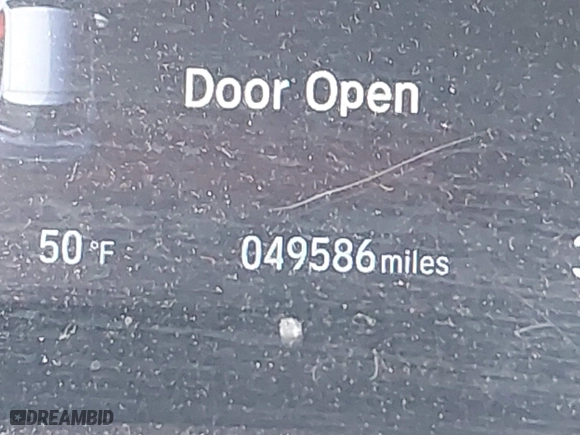 Door Open
50 °F 049586 miles
DREAMBID